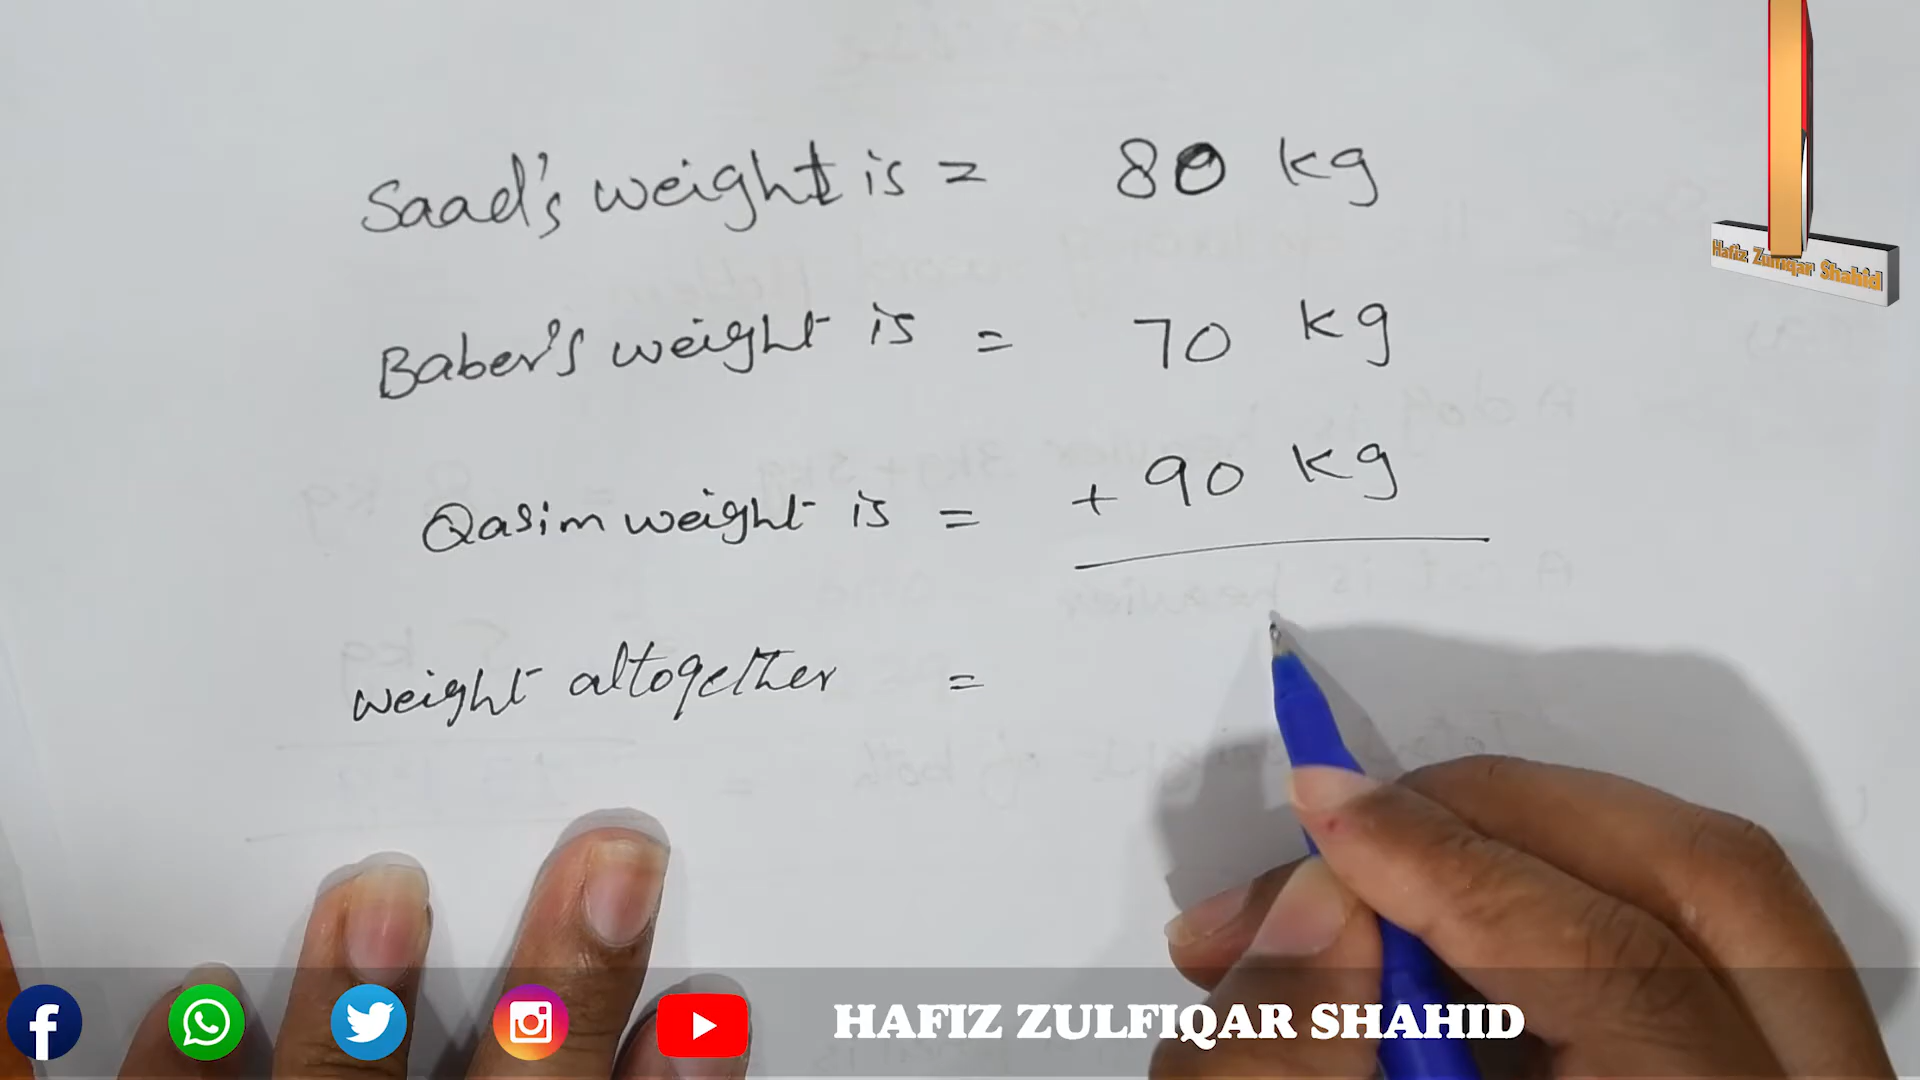 Saad's weight is = 80 kg
Baber's weight is = 70 kg
Qasim weight is = + 90 kg
weight altogether =
Hafiz Zulfiqar Shahid
HAFIZ ZULFIQAR SHAHID